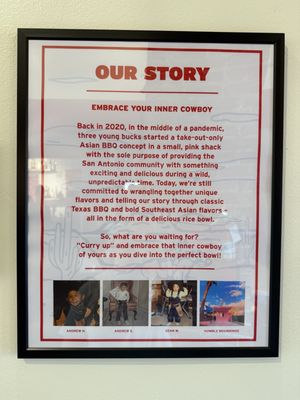 OUR STORY
EMBRACE YOUR INNER COWBOY
Back in 2020, in the middle of a pandemic,
three young bucks started a take-out-only
Asian BBQ concept in a small, pink shack
with the sole purpose of providing the
San Antonio community with something
exciting and delicious during a wild,
unpredictable time. Today, we're still
committed to wrangling together unique
flavors and telling our story through classic
Texas BBQ and bold Southeast Asian flavors –
all in the form of a delicious rice bowl.
So, what are you waiting for?
"Curry up" and embrace that inner cowboy
of yours as you dive into the perfect bowl!
ANDREW H.
ANDREW S.
SEAN W.
HUMBLE BEGINNINGS